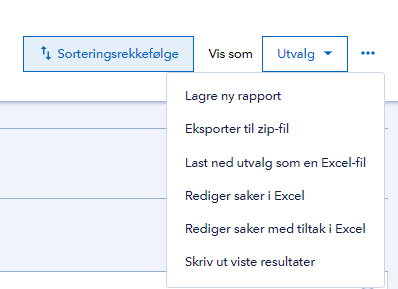 Sorteringsrekkefølge
Vis som
Utvalg
Lagre ny rapport
Eksporter til zip-fil
Last ned utvalg som en Excel-fil
Rediger saker i Excel
Rediger saker med tiltak i Excel
Skriv ut viste resultater